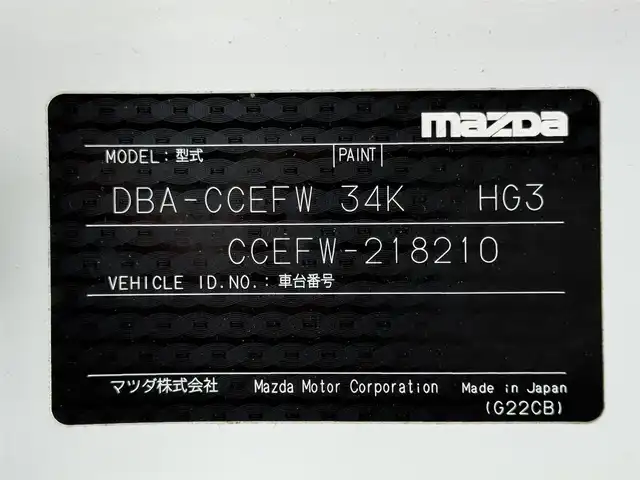 mazda
MODEL: 型式 |PAINT|
DBA-CCEFW 34K HG3
CCEFW-218210
VEHICLE ID.NO.: 車台番号
マツダ株式会社 Mazda Motor Corporation Made in Japan
(G22CB)